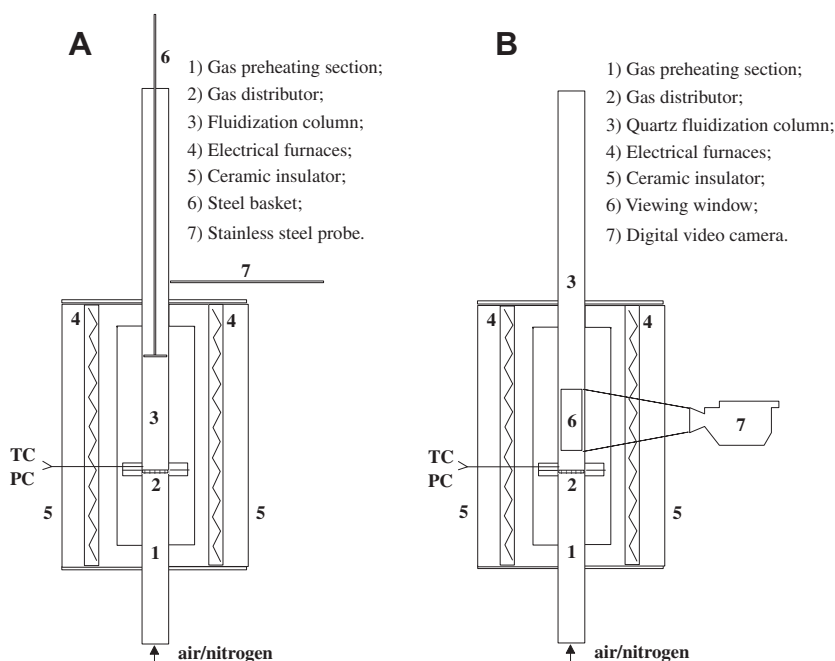 A
6
1) Gas preheating section;
2) Gas distributor;
3) Fluidization column;
4) Electrical furnaces;
5) Ceramic insulator;
6) Steel basket;
7) Stainless steel probe.
7
4
4
3
TC
PC
2
5
5
1
air/nitrogen
B
1) Gas preheating section;
2) Gas distributor;
3) Quartz fluidization column;
4) Electrical furnaces;
5) Ceramic insulator;
6) Viewing window;
7) Digital video camera.
3
4
4
6
7
TC
PC
2
5
5
1
air/nitrogen